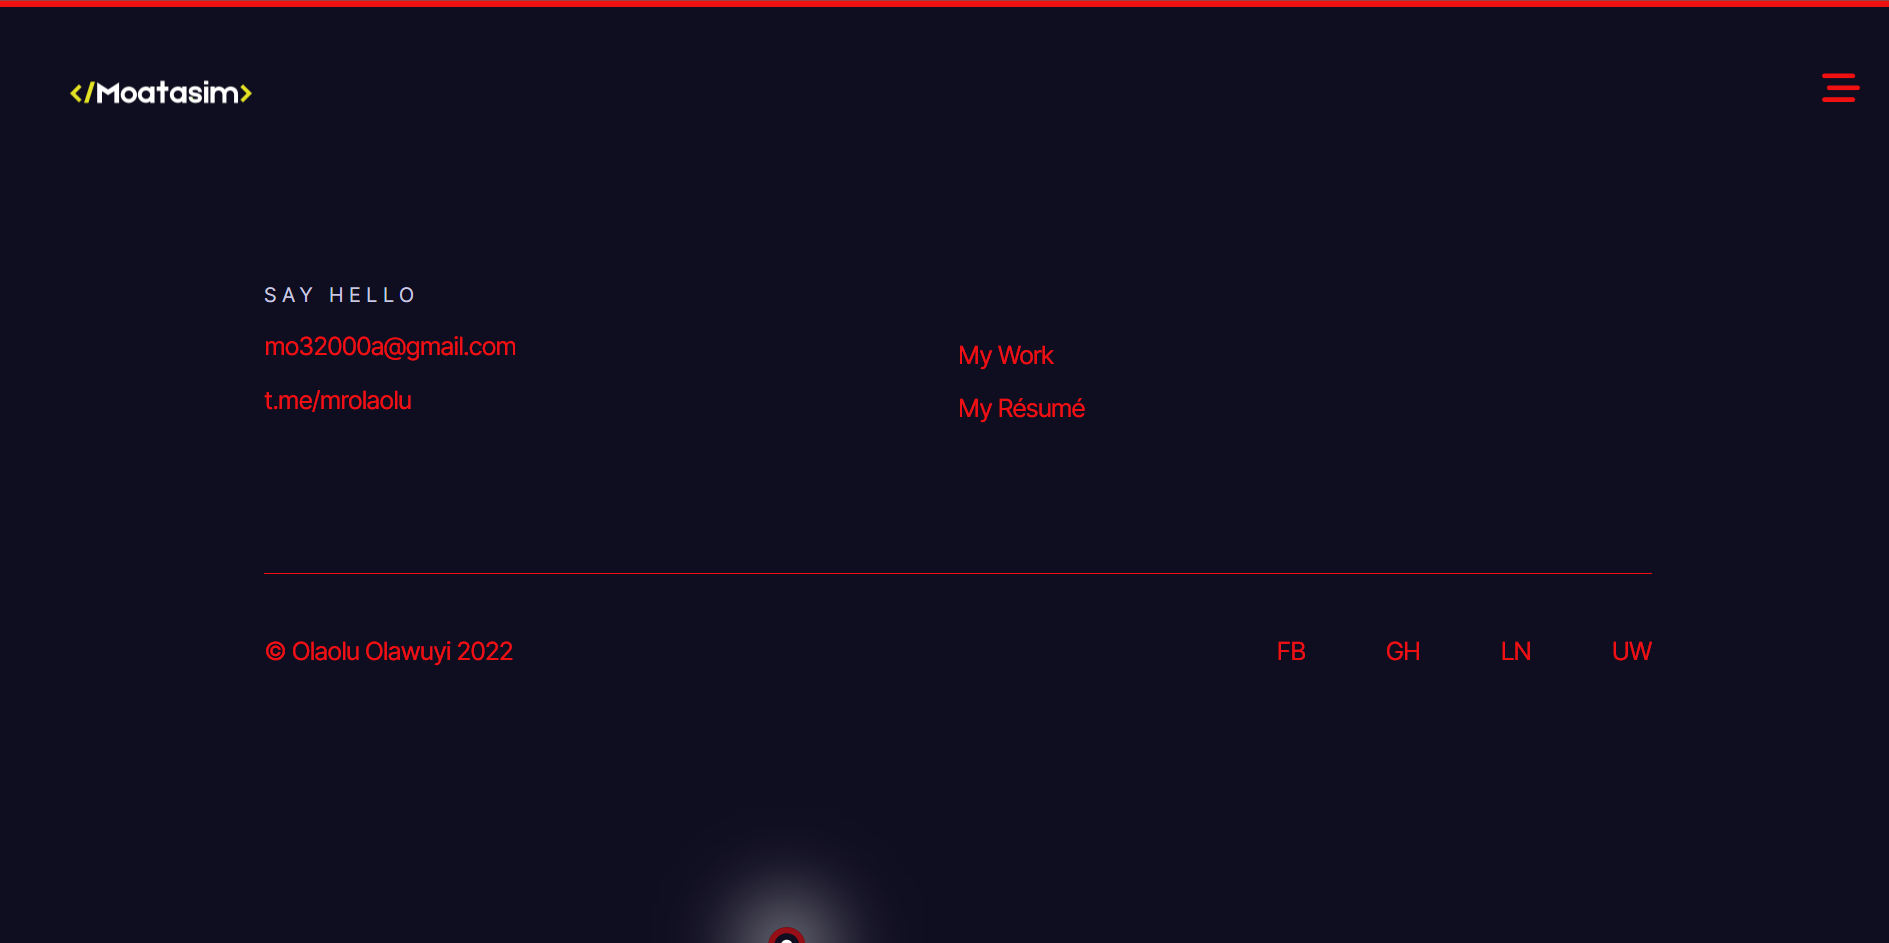 </Moatasim>
SAY HELLO
mo32000a@gmail.com
t.me/mrolaolu
My Work
My Résumé
© Olaolu Olawuyi 2022
FB GH LN UW